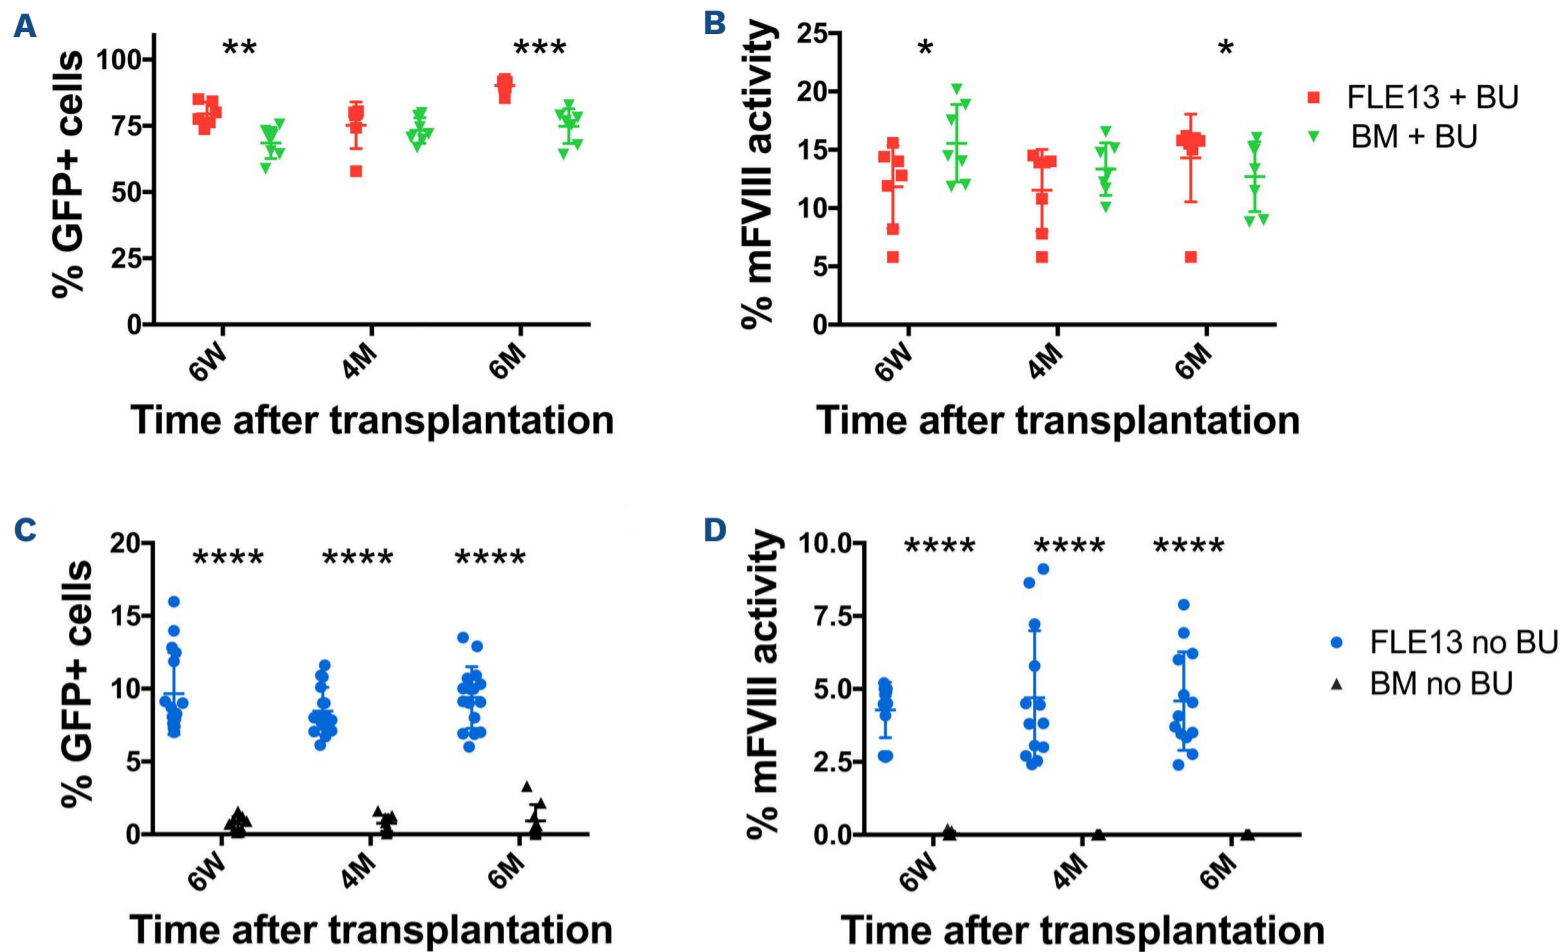 A
% GFP+ cells
100
75
50
25
0
** ***
6W 4M 6M
Time after transplantation
B
% mFVIII activity
25
20
15
10
5
0
* *
6W 4M 6M
Time after transplantation
FLE13 + BU
BM + BU
C
% GFP+ cells
20
15
10
5
0
**** **** ****
6W 4M 6M
Time after transplantation
D
% mFVIII activity
10.0
7.5
5.0
2.5
0.0
**** **** ****
6W 4M 6M
Time after transplantation
FLE13 no BU
BM no BU